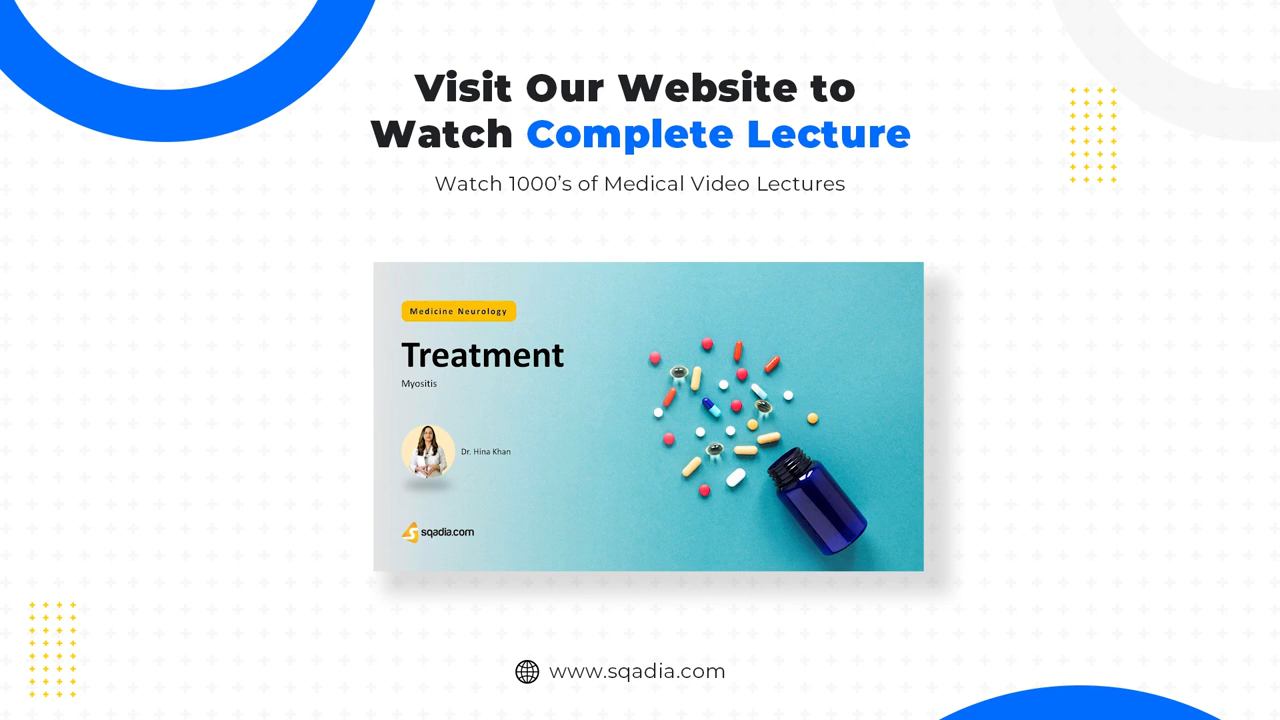 Visit Our Website to
Watch Complete Lecture
Watch 1000's of Medical Video Lectures
Medicine Neurology
Treatment
Myositis
Dr. Hina Khan
sqadia.com
www.sqadia.com